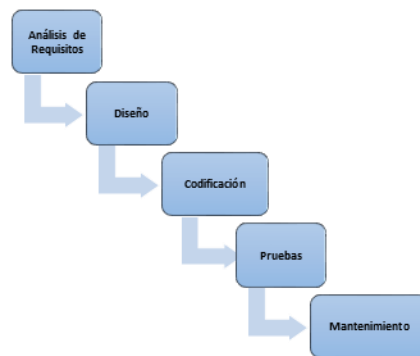 Análisis de
Requisitos
Diseño
Codificación
Pruebas
Mantenimiento